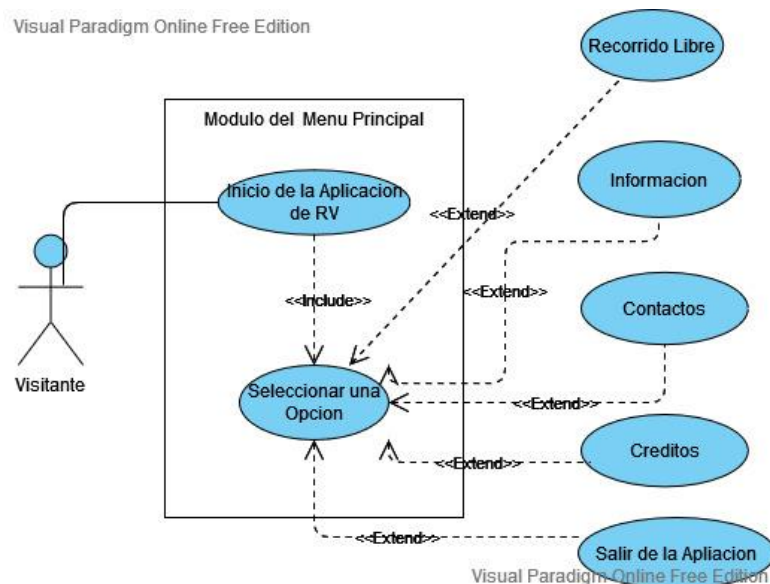 Visual Paradigm Online Free Edition
Recorrido Libre
Modulo del Menu Principal
Inicio de la Aplicacion
de RV
Informacion
<<Extend>>
<<Extend>>
<<Include>>
Contactos
Visitante
Seleccionar una
Opcion
<<Extend>>
Creditos
<<Extend>>
<<Extend>>
Salir de la Apliacion
Visual Paradigm Online Free Edition